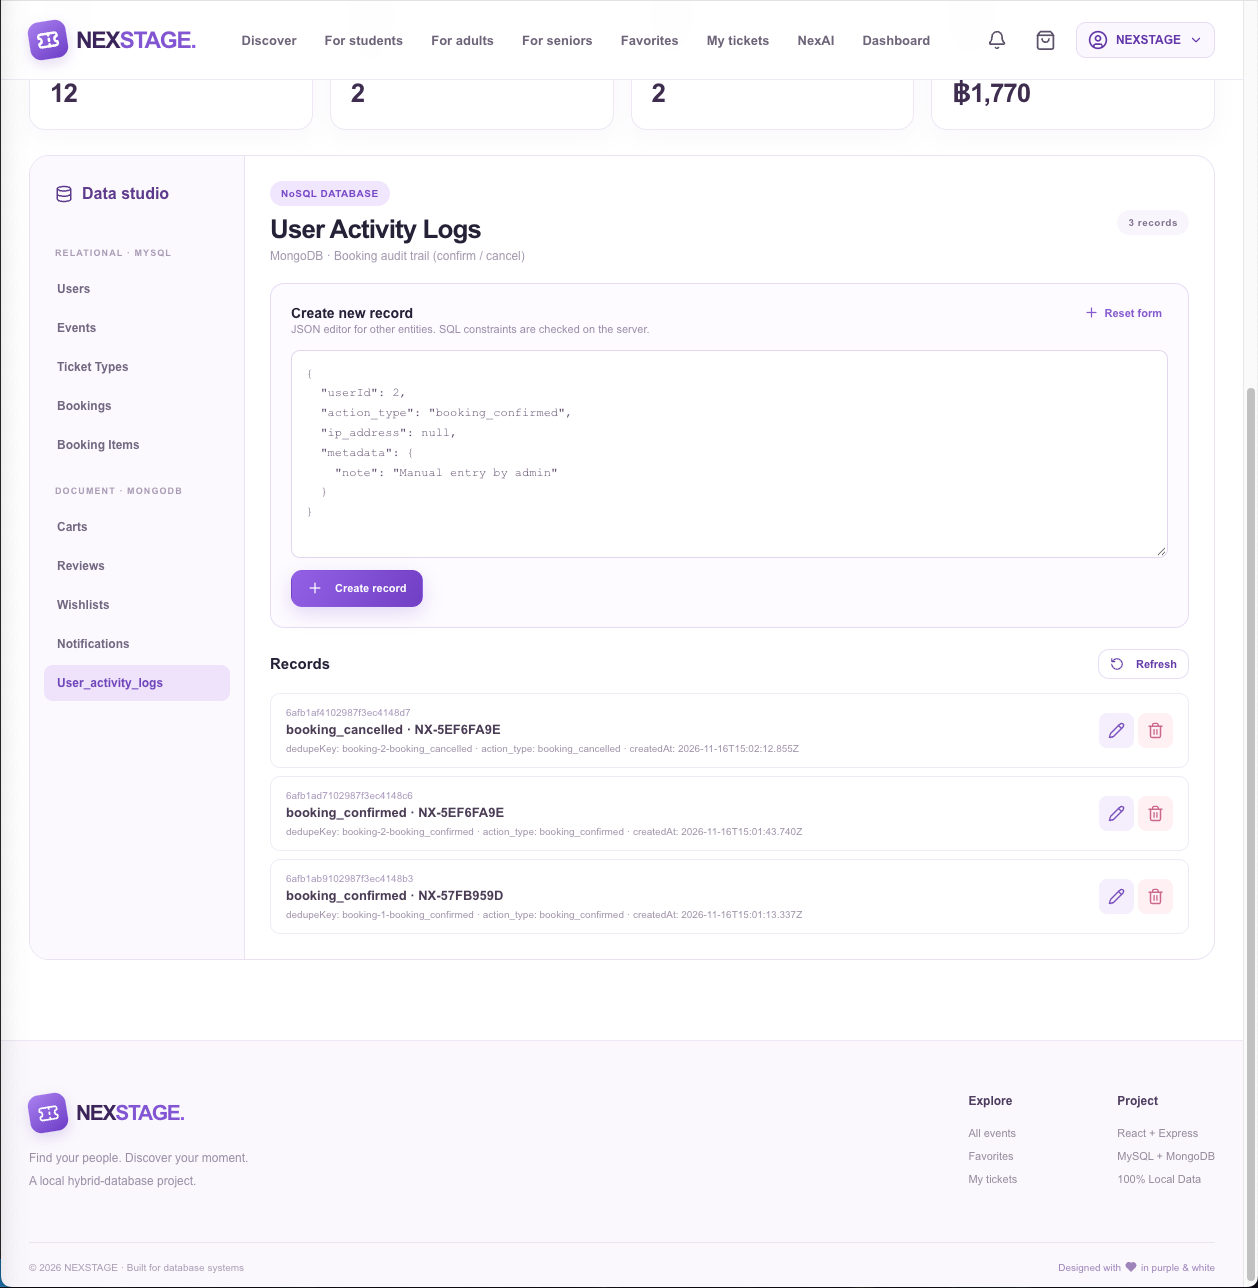 NEXSTAGE.
Discover
For students
For adults
For seniors
Favorites
My tickets
NexAI
Dashboard
NEXSTAGE
12
2
2
฿1,770
Data studio
RELATIONAL · MYSQL
Users
Events
Ticket Types
Bookings
Booking Items
DOCUMENT · MONGODB
Carts
Reviews
Wishlists
Notifications
User_activity_logs
NoSQL DATABASE
User Activity Logs
MongoDB · Booking audit trail (confirm / cancel)
3 records
Create new record
JSON editor for other entities. SQL constraints are checked on the server.
Reset form
{
"userId": 2,
"action_type": "booking_confirmed",
"ip_address": null,
"metadata": {
"note": "Manual entry by admin"
}
}
Create record
Records
Refresh
6afb1af4102987f3ec4148d7
booking_cancelled · NX-5EF6FA9E
dedupeKey: booking-2-booking_cancelled · action_type: booking_cancelled · createdAt: 2026-11-16T15:02:12.855Z
6afb1ad7102987f3ec4148c6
booking_confirmed · NX-5EF6FA9E
dedupeKey: booking-2-booking_confirmed · action_type: booking_confirmed · createdAt: 2026-11-16T15:01:43.740Z
6afb1ab9102987f3ec4148b3
booking_confirmed · NX-57FB959D
dedupeKey: booking-1-booking_confirmed · action_type: booking_confirmed · createdAt: 2026-11-16T15:01:13.337Z
NEXSTAGE.
Find your people. Discover your moment.
A local hybrid-database project.
Explore
All events
Favorites
My tickets
Project
React + Express
MySQL + MongoDB
100% Local Data
© 2026 NEXSTAGE · Built for database systems
Designed with 💜 in purple & white